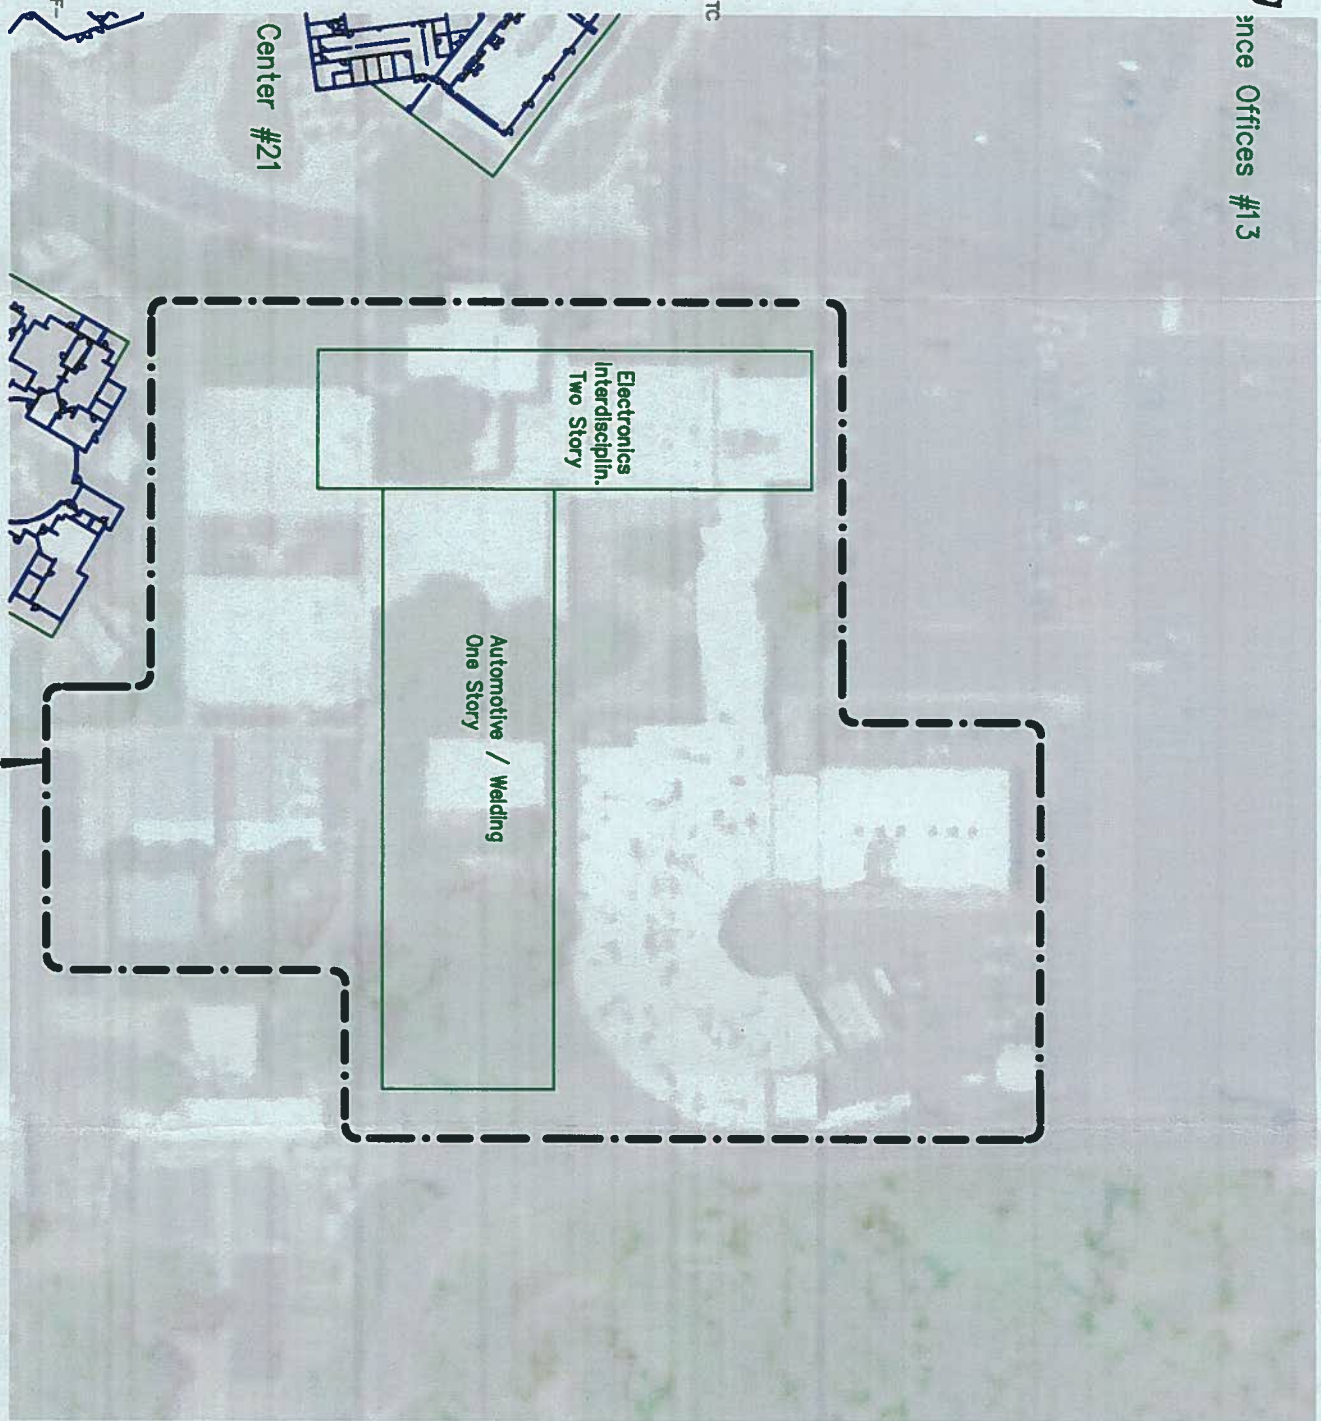 ence Offices #13
TC
Center #21
F-
Electronics
Interdisciplin.
Two Story
Automotive / Welding
One Story